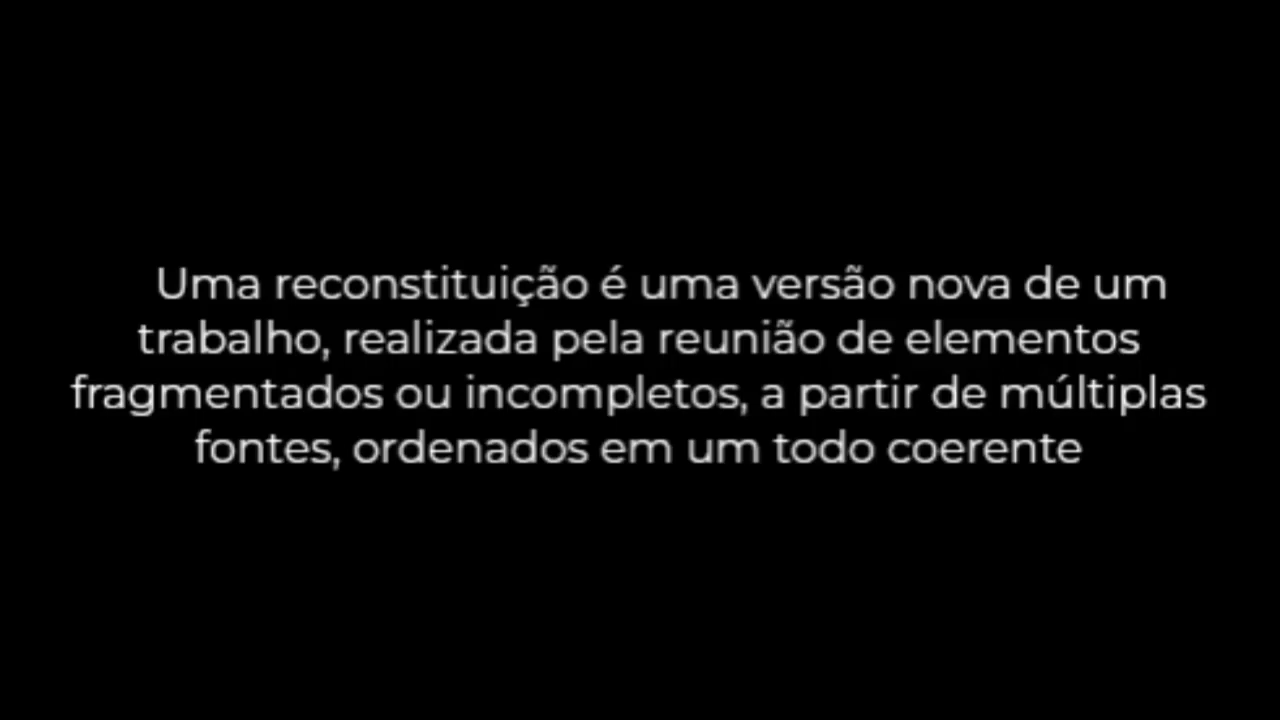 Uma reconstituição é uma versão nova de um
trabalho, realizada pela reunião de elementos
fragmentados ou incompletos, a partir de múltiplas
fontes, ordenados em um todo coerente